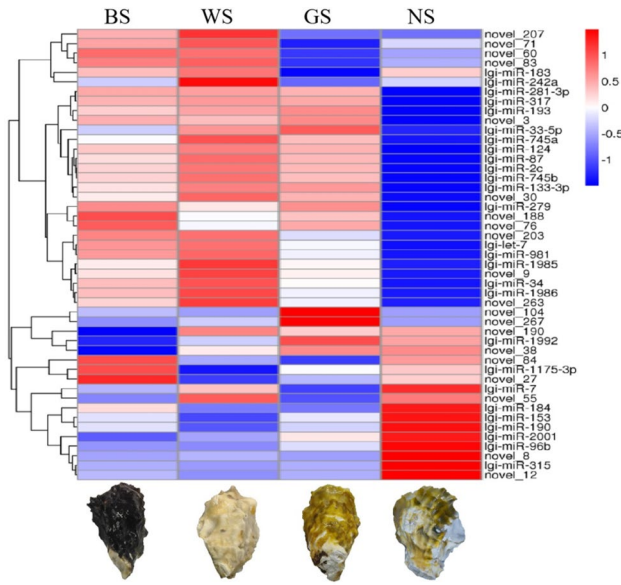 BS WS GS NS
novel_207
novel_71
novel_60
novel_83
lgi-miR-183
lgi-miR-242a
lgi-miR-281-3p
lgi-miR-317
lgi-miR-193
novel_3
lgi-miR-33-5p
lgi-miR-745a
lgi-miR-124
lgi-miR-87
lgi-miR-2c
lgi-miR-745b
lgi-miR-133-3p
novel_30
lgi-miR-279
novel_188
novel_76
novel_203
lgi-let-7
lgi-miR-981
lgi-miR-1985
novel_9
lgi-miR-34
lgi-miR-1986
novel_263
novel_104
novel_267
novel_190
lgi-miR-1992
novel_38
novel_84
lgi-miR-1175-3p
novel_27
lgi-miR-7
novel_55
lgi-miR-184
lgi-miR-153
lgi-miR-190
lgi-miR-2001
lgi-miR-96b
novel_8
lgi-miR-315
novel_12
1
0.5
0
-0.5
-1